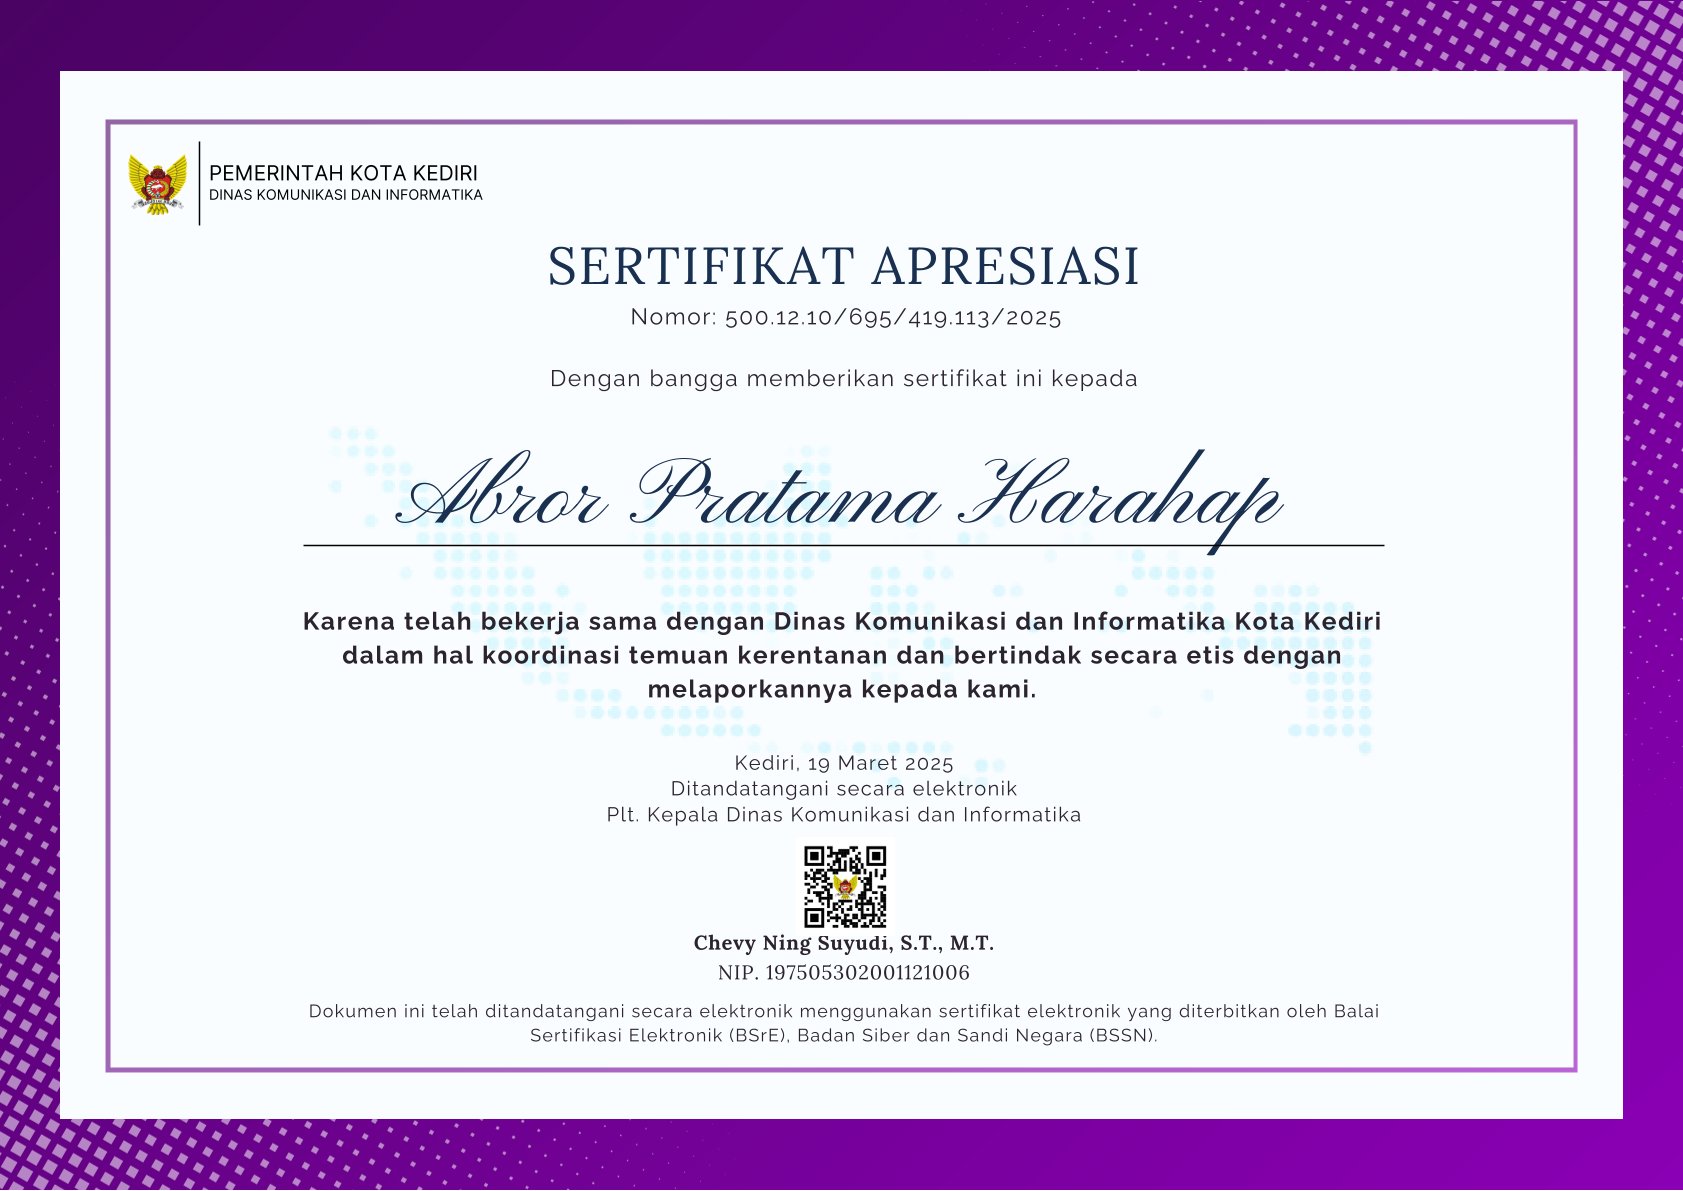 PEMERINTAH KOTA KEDIRI
DINAS KOMUNIKASI DAN INFORMATIKA
SERTIFIKAT APRESIASI
Nomor: 500.12.10/695/419.113/2025
Dengan bangga memberikan sertifikat ini kepada
Abror Pratama Harahap
Karena telah bekerja sama dengan Dinas Komunikasi dan Informatika Kota Kediri
dalam hal koordinasi temuan kerentanan dan bertindak secara etis dengan
melaporkannya kepada kami.
Kediri, 19 Maret 2025
Ditandatangani secara elektronik
Plt. Kepala Dinas Komunikasi dan Informatika
Chevy Ning Suyudi, S.T., M.T.
NIP. 197505302001121006
Dokumen ini telah ditandatangani secara elektronik menggunakan sertifikat elektronik yang diterbitkan oleh Balai
Sertifikasi Elektronik (BSrE), Badan Siber dan Sandi Negara (BSSN).